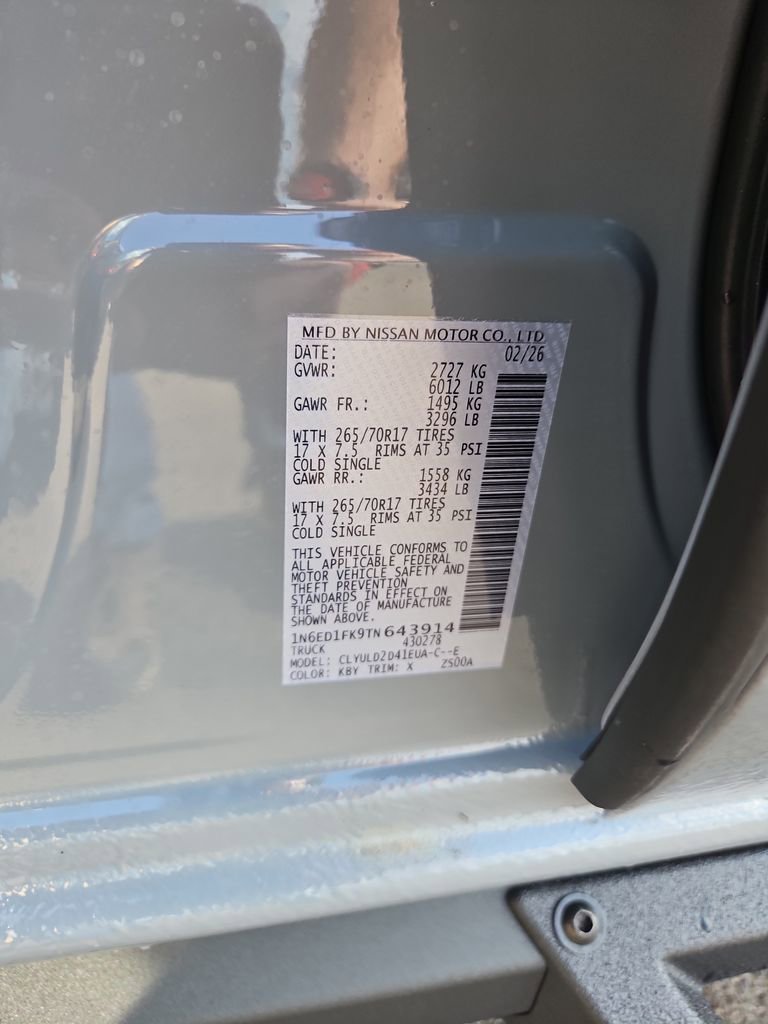 MFD BY NISSAN MOTOR CO., LTD.
DATE: 02/26
GVWR: 2727 KG
6012 LB
GAWR FR.: 1495 KG
3296 LB
WITH 265/70R17 TIRES
17 X 7.5 RIMS AT 35 PSI
COLD SINGLE
GAWR RR.: 1558 KG
3434 LB
WITH 265/70R17 TIRES
17 X 7.5 RIMS AT 35 PSI
COLD SINGLE
THIS VEHICLE CONFORMS TO
ALL APPLICABLE FEDERAL
MOTOR VEHICLE SAFETY AND
THEFT PREVENTION
STANDARDS IN EFFECT ON
THE DATE OF MANUFACTURE
SHOWN ABOVE.
1N6ED1FK9TN643914
TRUCK 430278
MODEL: CLYULD2D41EUA-C--E
COLOR: KBY TRIM: X ZS00A